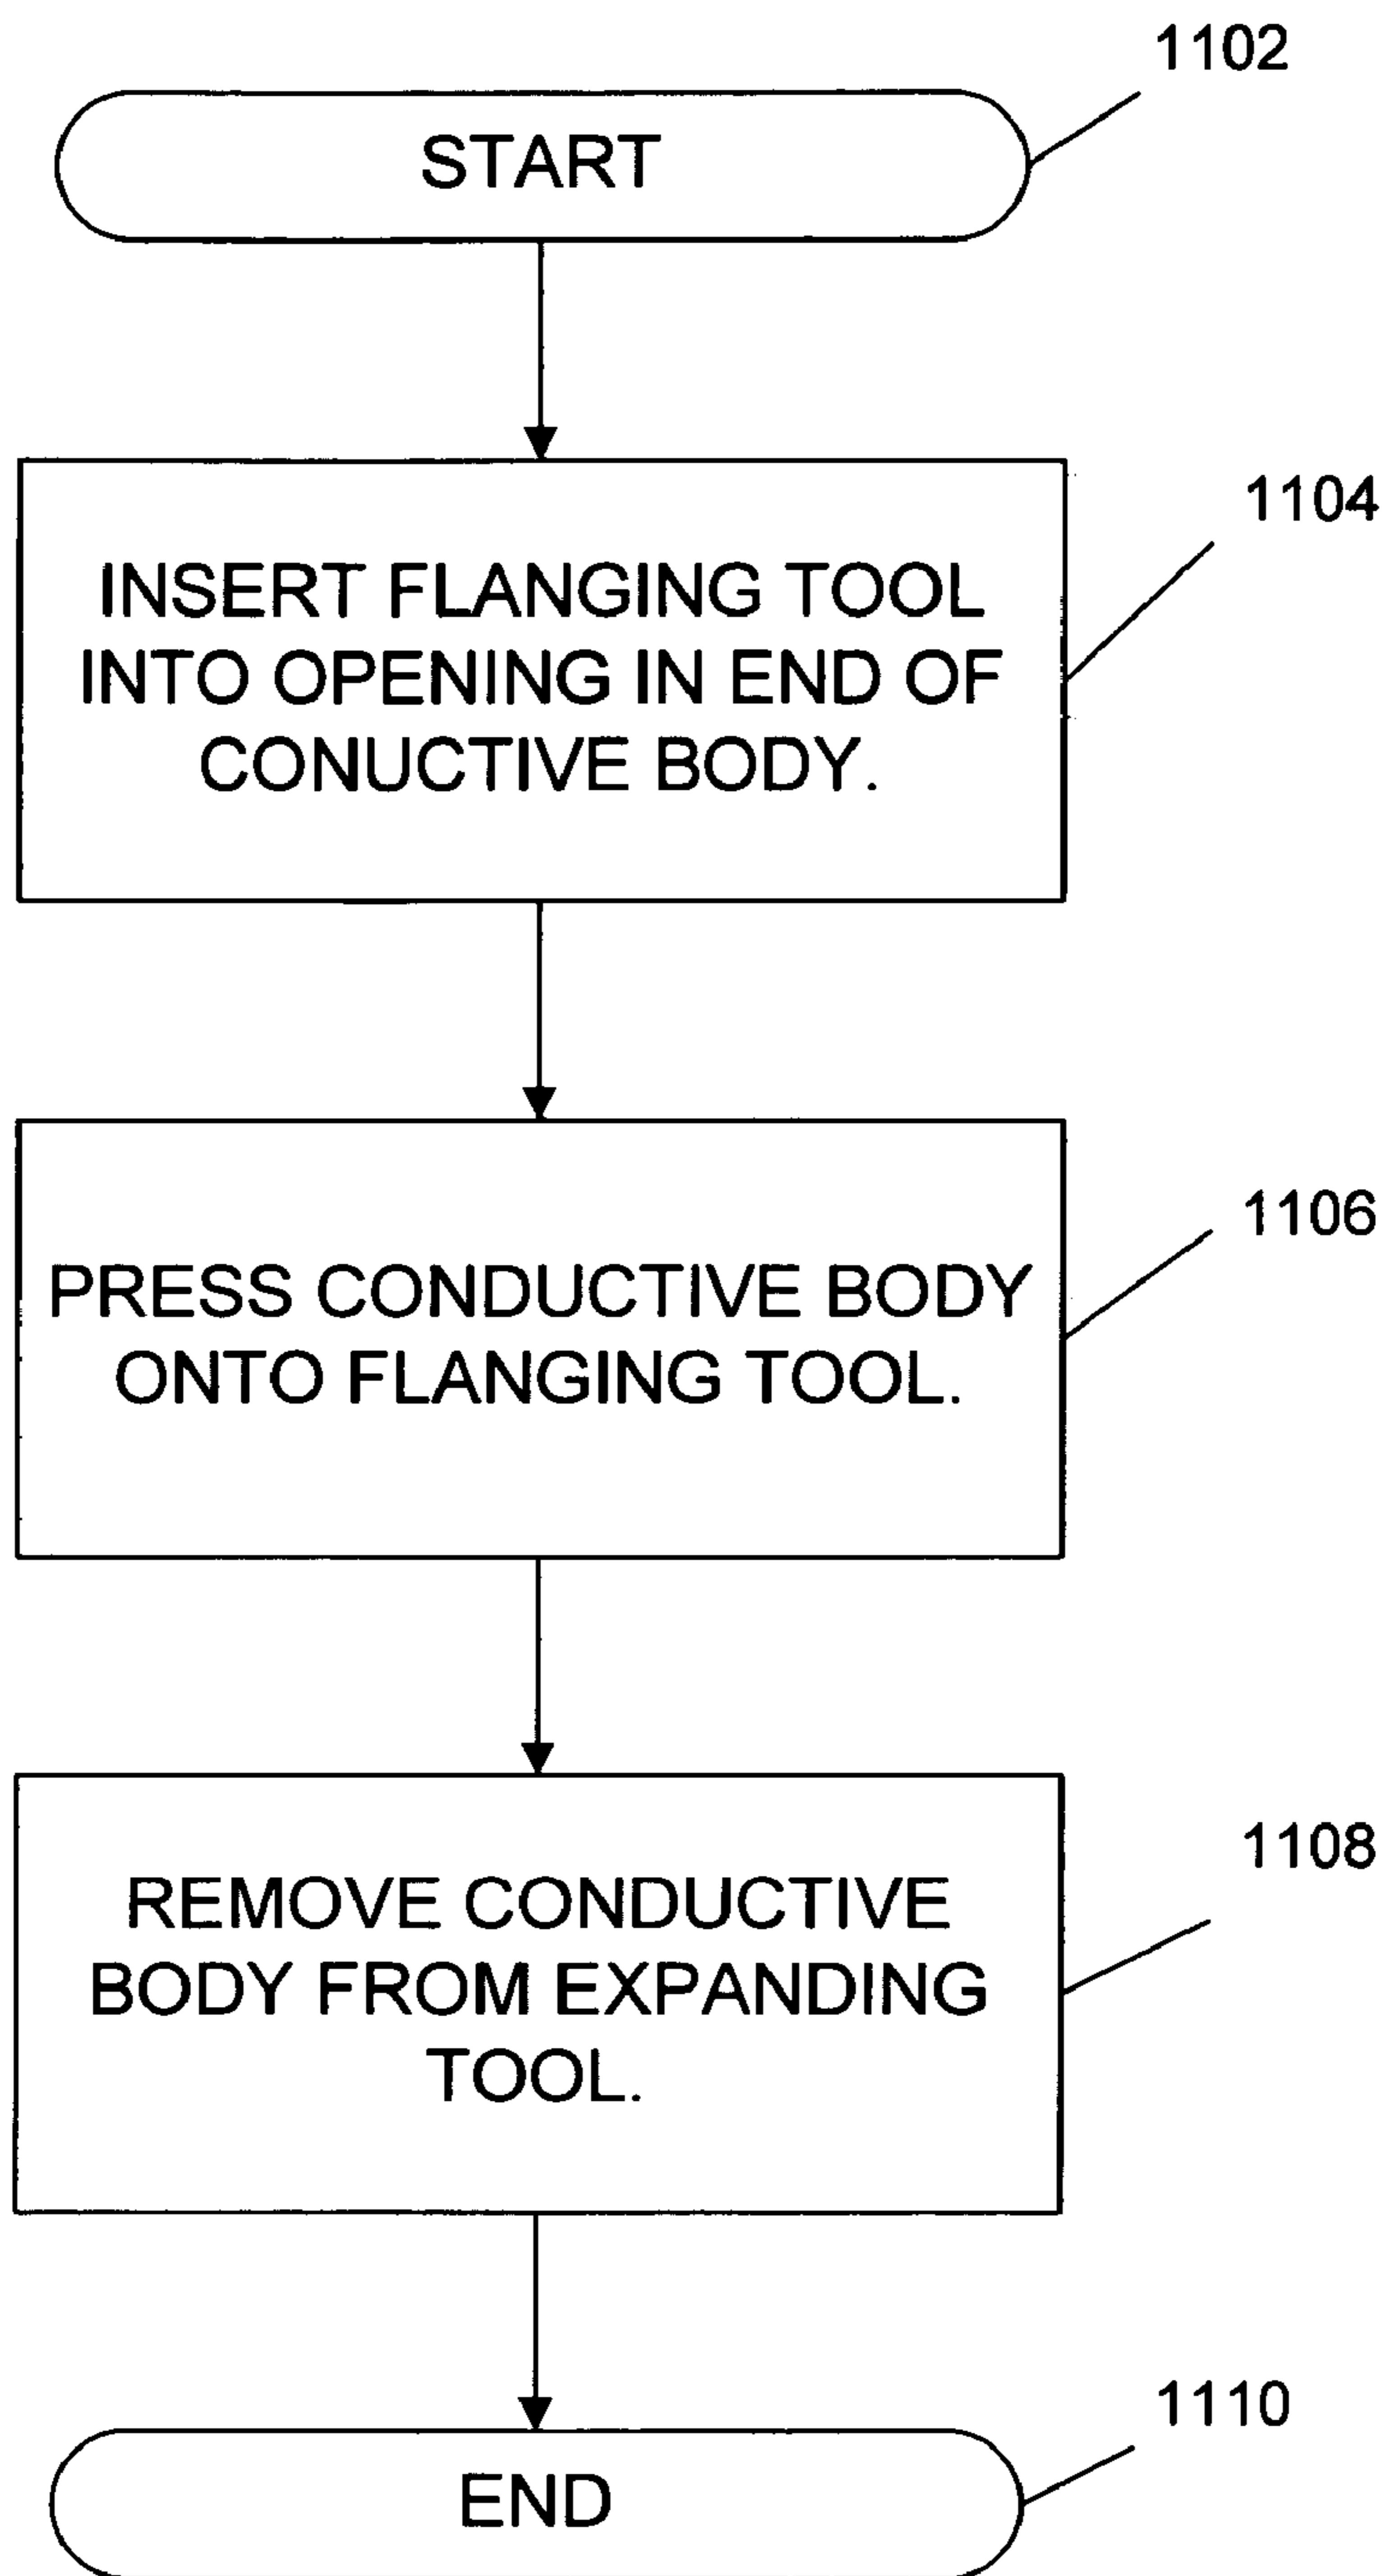 1102
START
1104
INSERT FLANGING TOOL
INTO OPENING IN END OF
CONUCTIVE BODY.
1106
PRESS CONDUCTIVE BODY
ONTO FLANGING TOOL.
1108
REMOVE CONDUCTIVE
BODY FROM EXPANDING
TOOL.
1110
END